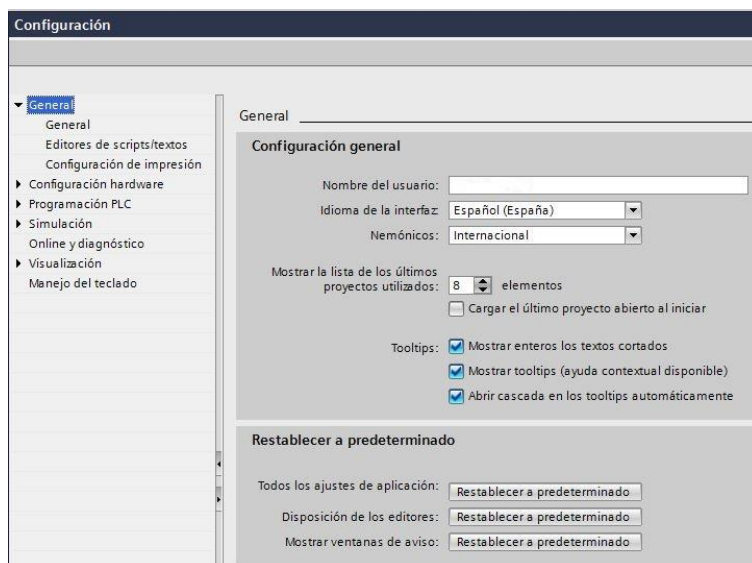 Configuración
General
General
Editores de scripts/textos
Configuración de impresión
Configuración hardware
Programación PLC
Simulación
Online y diagnóstico
Visualización
Manejo del teclado
General
Configuración general
Nombre del usuario:
Idioma de la interfaz: Español (España)
Nemónicos: Internacional
Mostrar la lista de los últimos
proyectos utilizados: 8 elementos
Cargar el último proyecto abierto al iniciar
Tooltips: Mostrar enteros los textos cortados
Mostrar tooltips (ayuda contextual disponible)
Abrir cascada en los tooltips automáticamente
Restablecer a predeterminado
Todos los ajustes de aplicación: Restablecer a predeterminado
Disposición de los editores: Restablecer a predeterminado
Mostrar ventanas de aviso: Restablecer a predeterminado